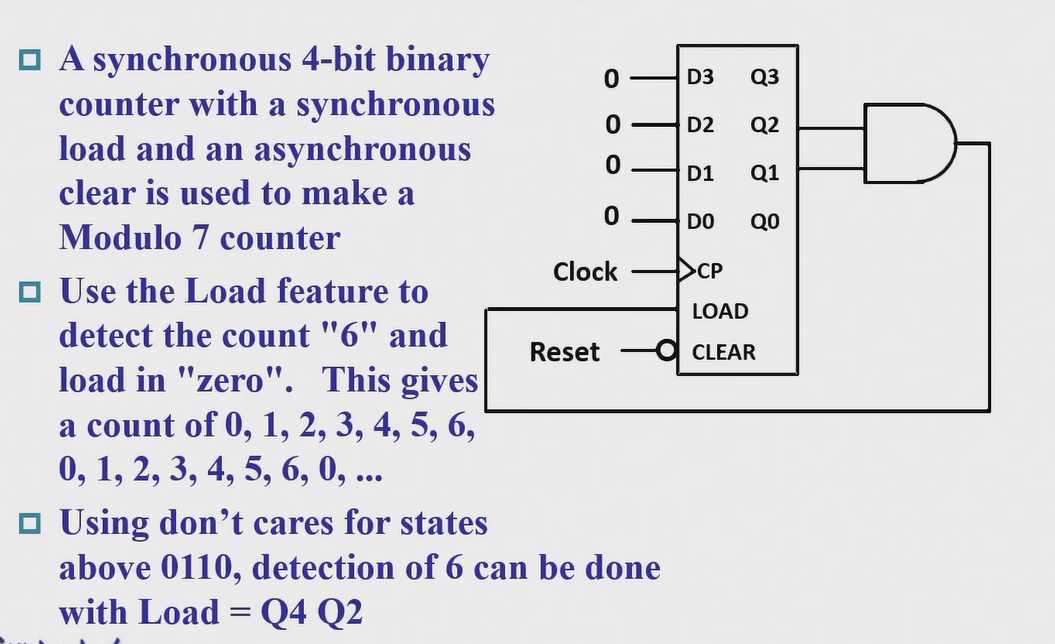 A synchronous 4-bit binary
counter with a synchronous
load and an asynchronous
clear is used to make a
Modulo 7 counter
Use the Load feature to
detect the count "6" and
load in "zero". This gives
a count of 0, 1, 2, 3, 4, 5, 6,
0, 1, 2, 3, 4, 5, 6, 0, ...
Using don’t cares for states
above 0110, detection of 6 can be done
with Load = Q4 Q2
0 D3 Q3
0 D2 Q2
0 D1 Q1
0 D0 Q0
Clock CP
LOAD
Reset CLEAR